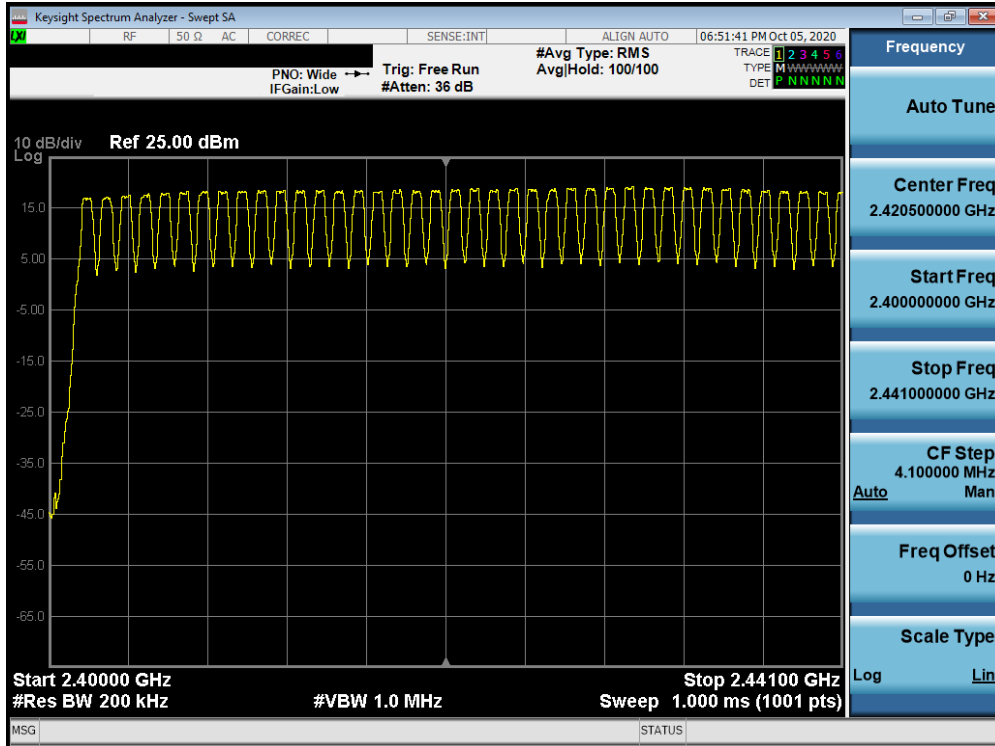 Keysight Spectrum Analyzer - Swept SA
LXI RF 50 Ω AC CORREC SENSE:INT ALIGN AUTO 06:51:41 PM Oct 05, 2020
PNO: Wide Trig: Free Run #Avg Type: RMS TRACE 1 2 3 4 5 6
IFGain:Low #Atten: 36 dB Avg|Hold: 100/100 TYPE M WWWWW
DET P N N N N N
10 dB/div Ref 25.00 dBm
Log
15.0
5.00
-5.00
-15.0
-25.0
-35.0
-45.0
-55.0
-65.0
Start 2.40000 GHz Stop 2.44100 GHz
#Res BW 200 kHz #VBW 1.0 MHz Sweep 1.000 ms (1001 pts)
MSG STATUS
Frequency
Auto Tune
Center Freq
2.420500000 GHz
Start Freq
2.400000000 GHz
Stop Freq
2.441000000 GHz
CF Step
4.100000 MHz
Auto Man
Freq Offset
0 Hz
Scale Type
Log Lin